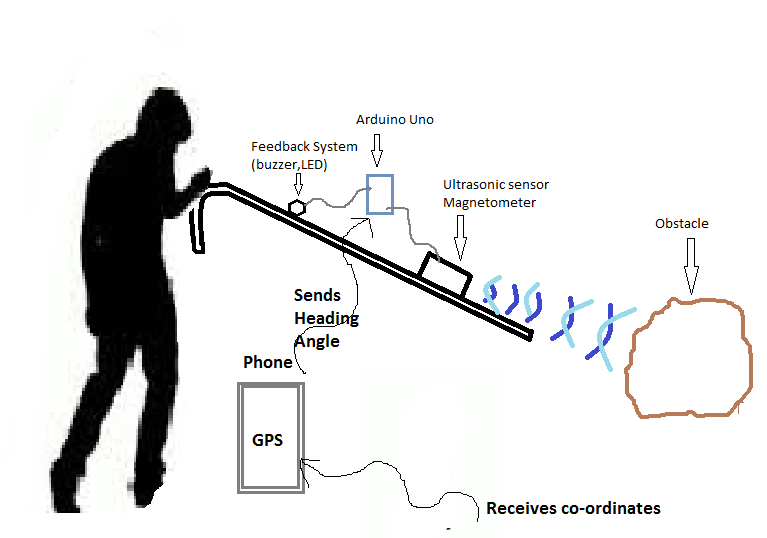 Arduino Uno
Feedback System
(buzzer,LED)
Ultrasonic sensor
Magnetometer
Obstacle
Sends
Heading
Angle
Phone
GPS
Receives co-ordinates